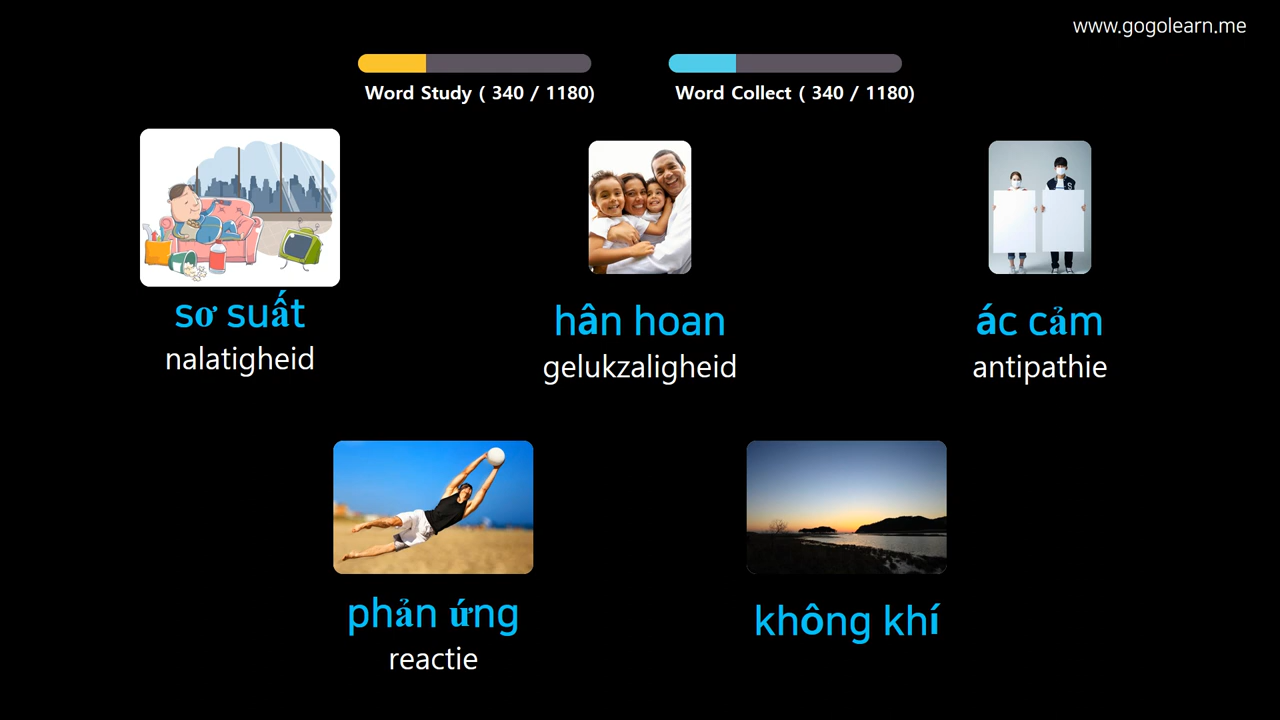 www.gogolearn.me
Word Study ( 340 / 1180)
Word Collect ( 340 / 1180)
sơ suất
nalatigheid
hân hoan
gelukzaligheid
ác cảm
antipathie
phản ứng
reactie
không khí